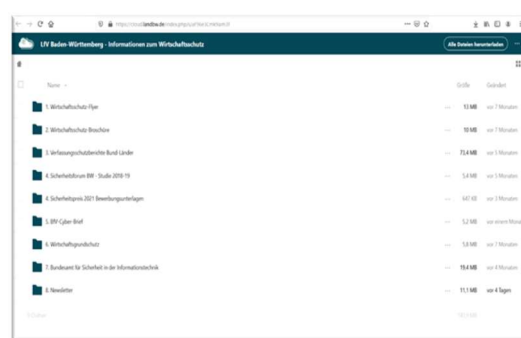 LfV Baden-Württemberg - Informationen zum Wirtschaftsschutz
Alle Dateien herunterladen
Name
Größe
Geändert
1. Wirtschaftsschutz-Flyer
13 MB
vor 7 Monaten
2. Wirtschaftsschutz-Broschüre
10 MB
vor 7 Monaten
3. Verfassungsschutzberichte Bund-Länder
73,4 MB
vor 5 Monaten
4. Sicherheitsforum BW - Studie 2018-19
5,4 MB
vor 5 Monaten
4. Sicherheitspreis 2021 Bewerbungsunterlagen
vor 3 Monaten
5. BfV-Cyber-Brief
5,2 MB
vor einem Mona
6. Wirtschaftsgrundschutz
5,8 MB
vor 7 Monaten
7. Bundesamt für Sicherheit in der Informationstechnik
19,4 MB
vor 4 Monaten
8. Newsletter
11,1 MB
vor 4 Tagen